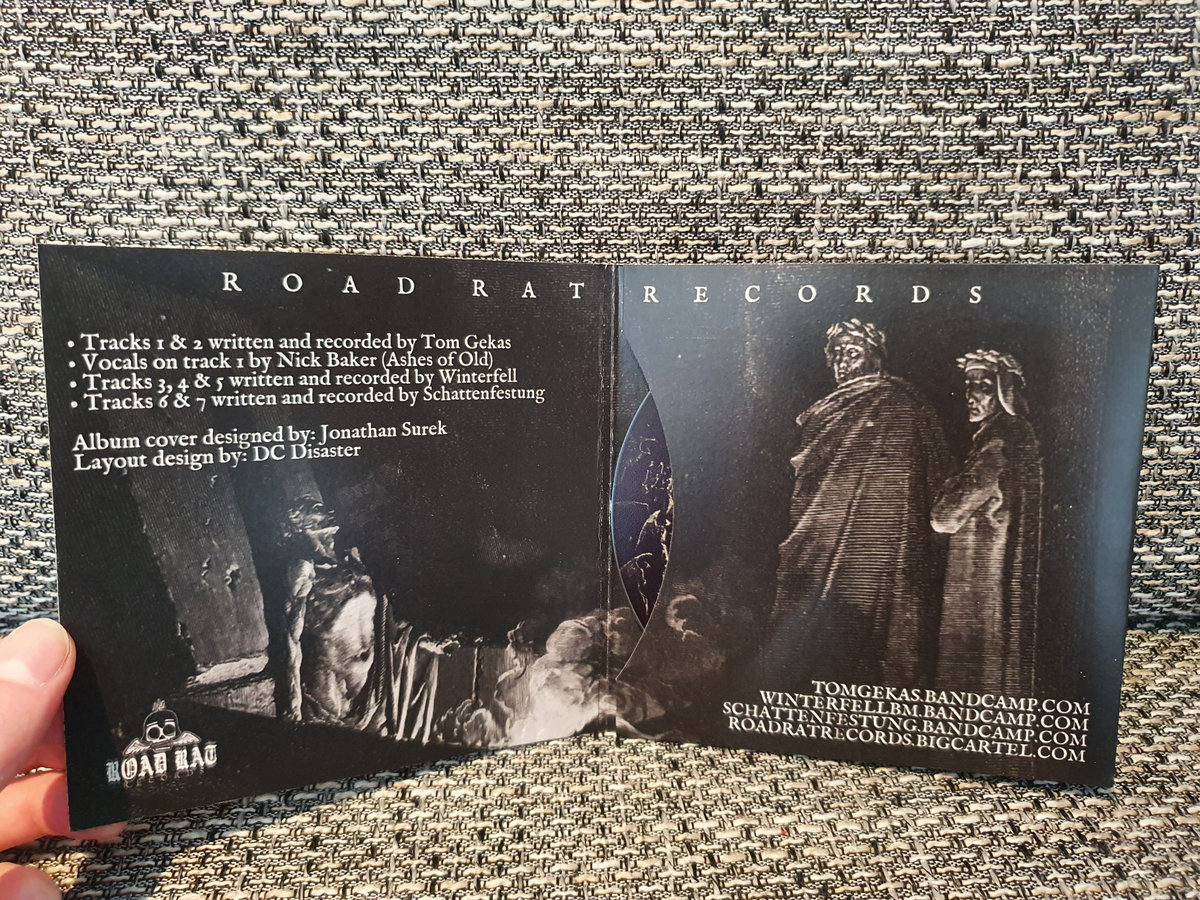 ROAD RAT RECORDS
• Tracks 1 & 2 written and recorded by Tom Gekas
• Vocals on track 1 by Nick Baker (Ashes of Old)
• Tracks 3, 4 & 5 written and recorded by Winterfell
• Tracks 6 & 7 written and recorded by Schattenfestung
Album cover designed by: Jonathan Surek
Layout design by: DC Disaster
ROAD RAT
TOMGEKAS.BANDCAMP.COM
WINTERFELLBM.BANDCAMP.COM
SCHATTENFESTUNG.BANDCAMP.COM
ROADRATRECORDS.BIGCARTEL.COM